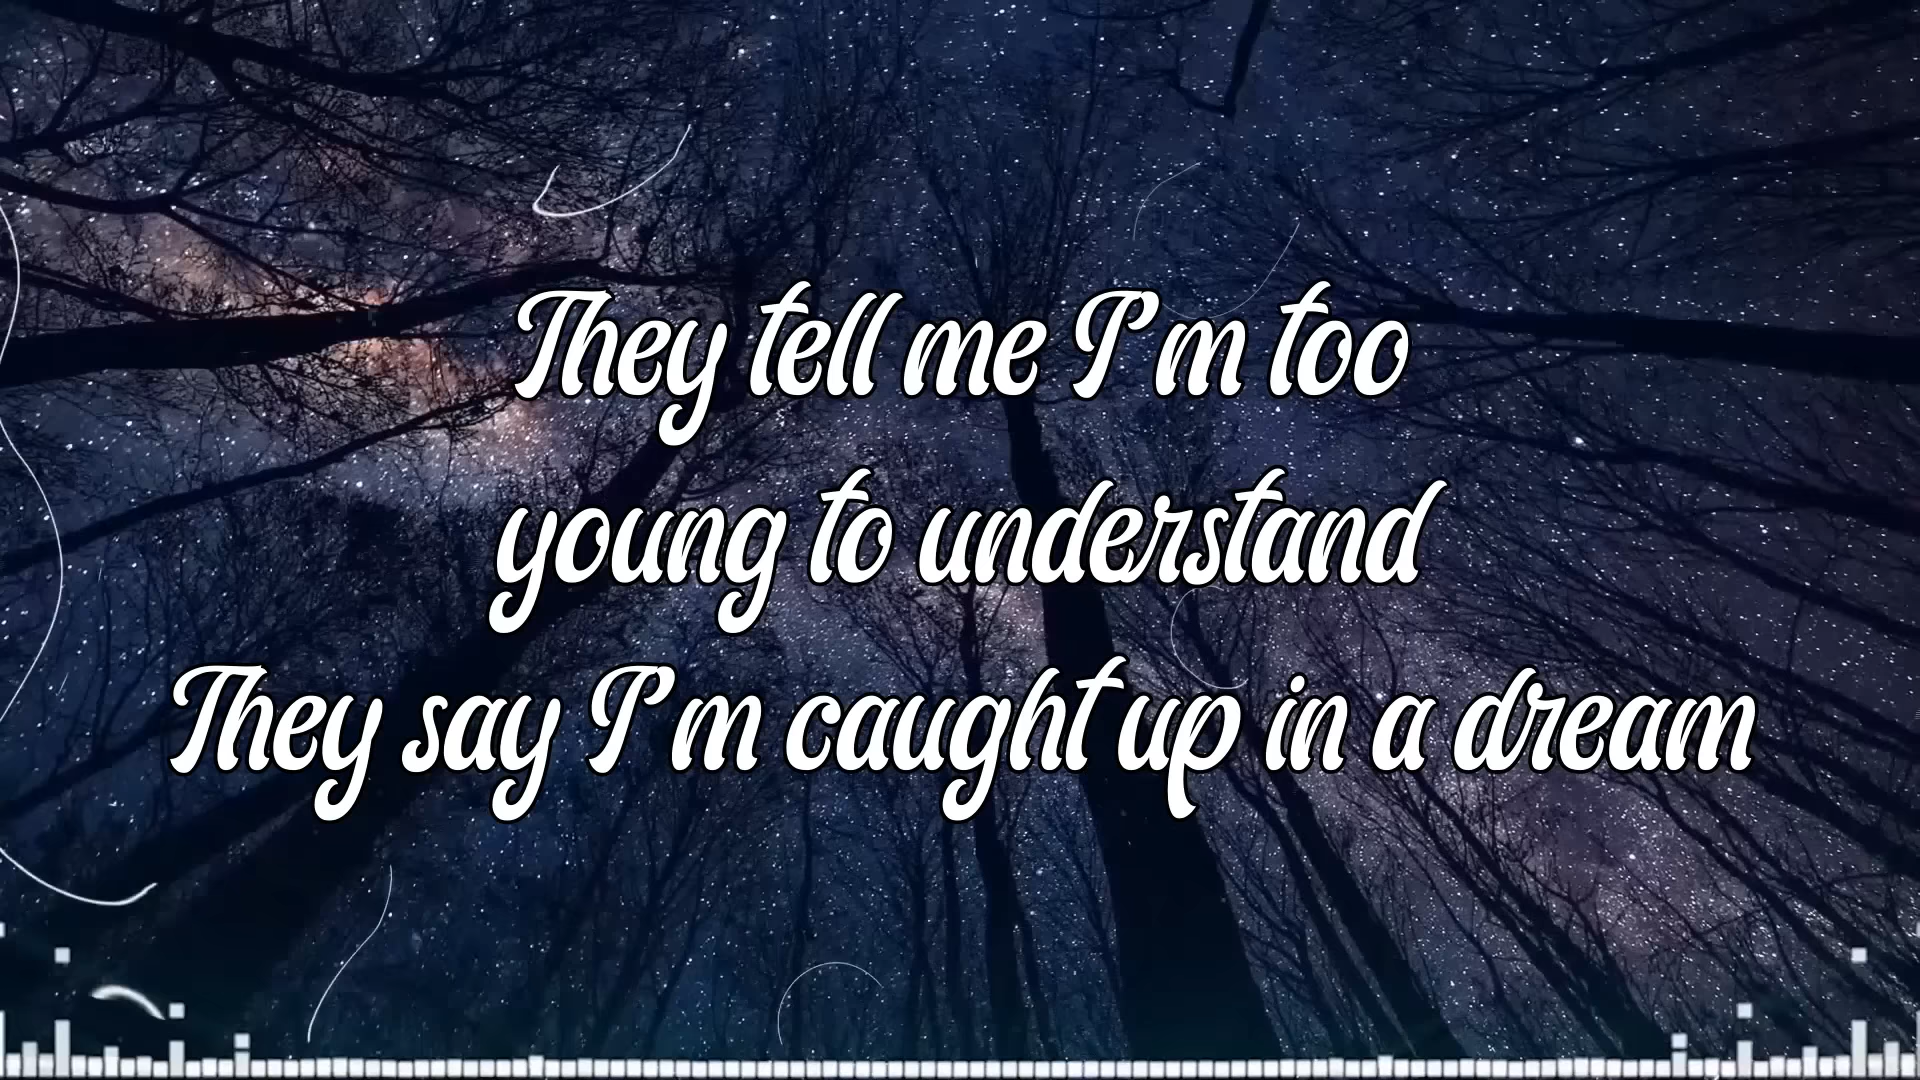 They tell me I'm too
young to understand
They say I'm caught up in a dream